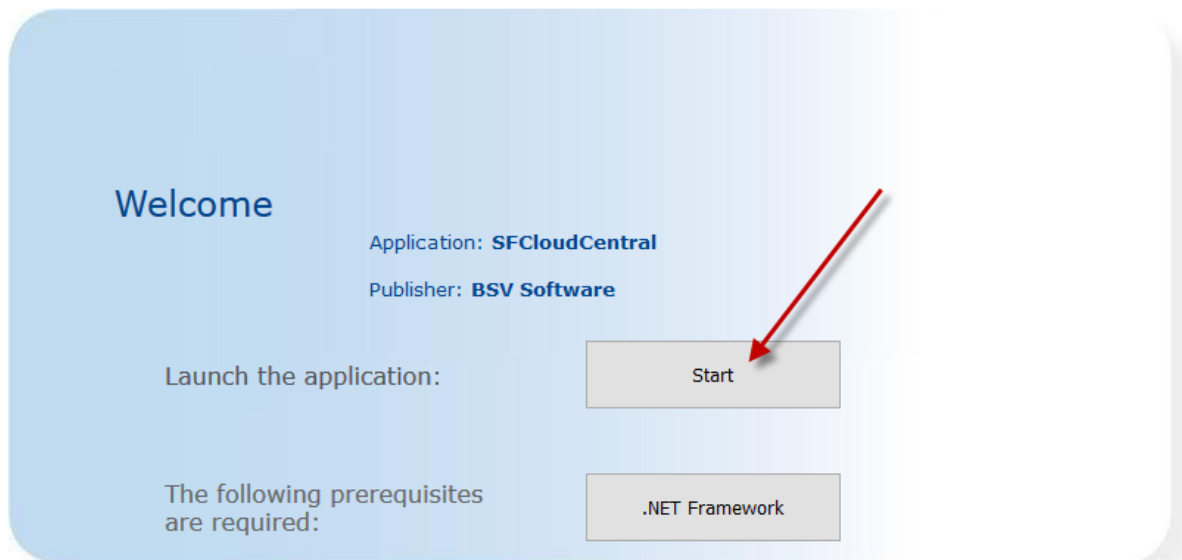 Welcome
Application: SFCloudCentral
Publisher: BSV Software
Launch the application:
Start
The following prerequisites
are required:
.NET Framework